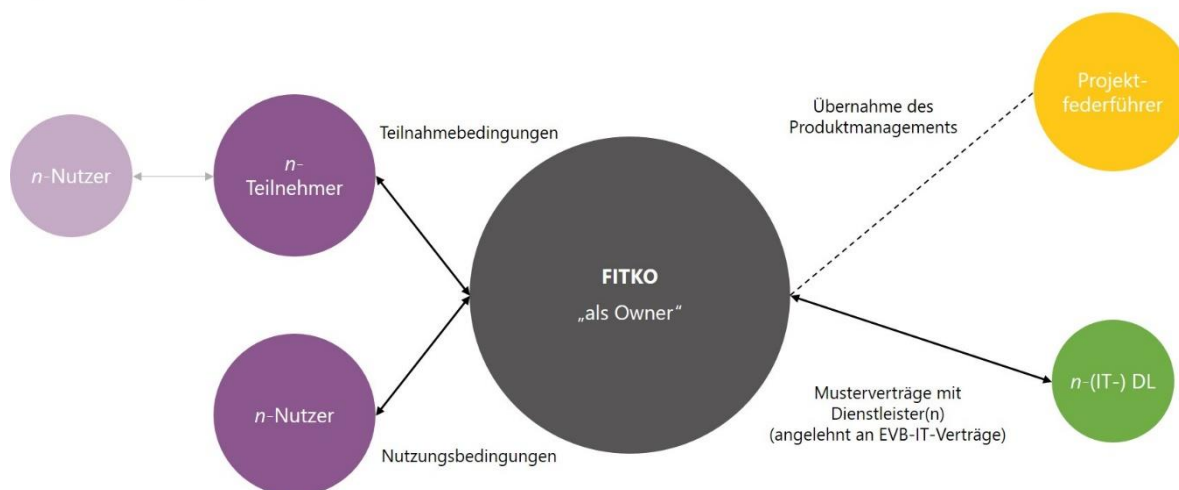 n-Nutzer
n-
Teilnehmer
Teilnahmebedingungen
n-Nutzer
Nutzungsbedingungen
FITKO
„als Owner“
Übernahme des
Produktmanagements
Projekt-
federführer
Musterverträge mit
Dienstleister(n)
(angelehnt an EVB-IT-Verträge)
n-(IT-) DL